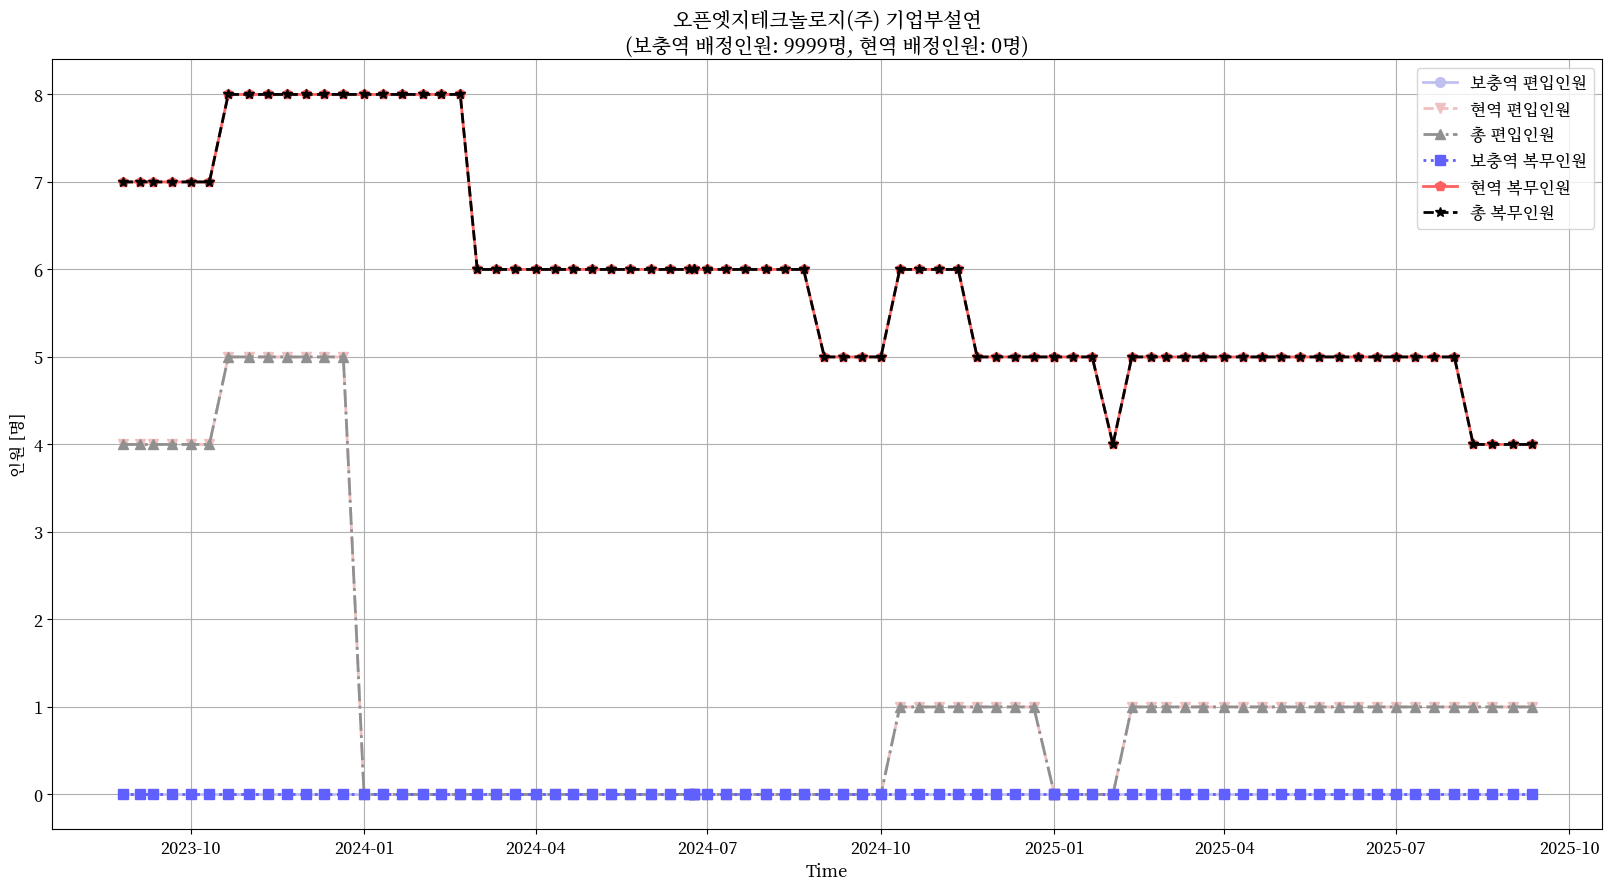 오픈엣지테크놀로지(주) 기업부설연
(보충역 배정인원: 9999명, 현역 배정인원: 0명)
보충역 편입인원
현역 편입인원
총 편입인원
보충역 복무인원
현역 복무인원
총 복무인원
인원 [명]
8
7
6
5
4
3
2
1
0
2023-10
2024-01
2024-04
2024-07
2024-10
2025-01
2025-04
2025-07
2025-10
Time